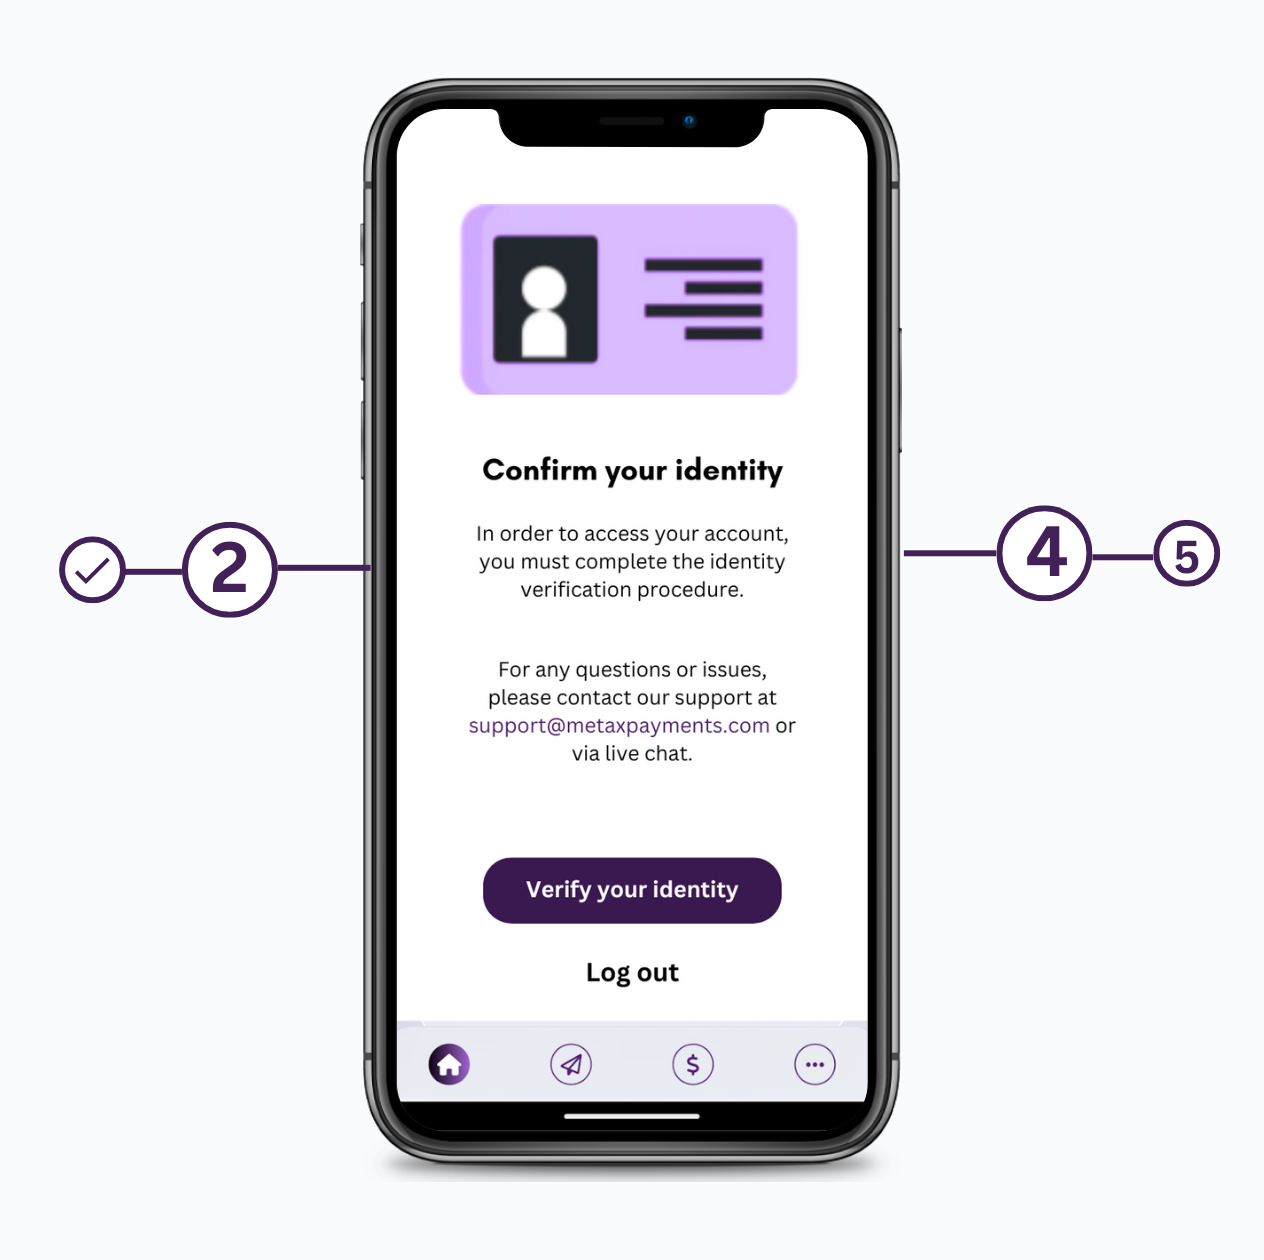 Confirm your identity
In order to access your account,
you must complete the identity
verification procedure.
For any questions or issues,
please contact our support at
support@metaxpayments.com or
via live chat.
2
4
5
Verify your identity
Log out
$